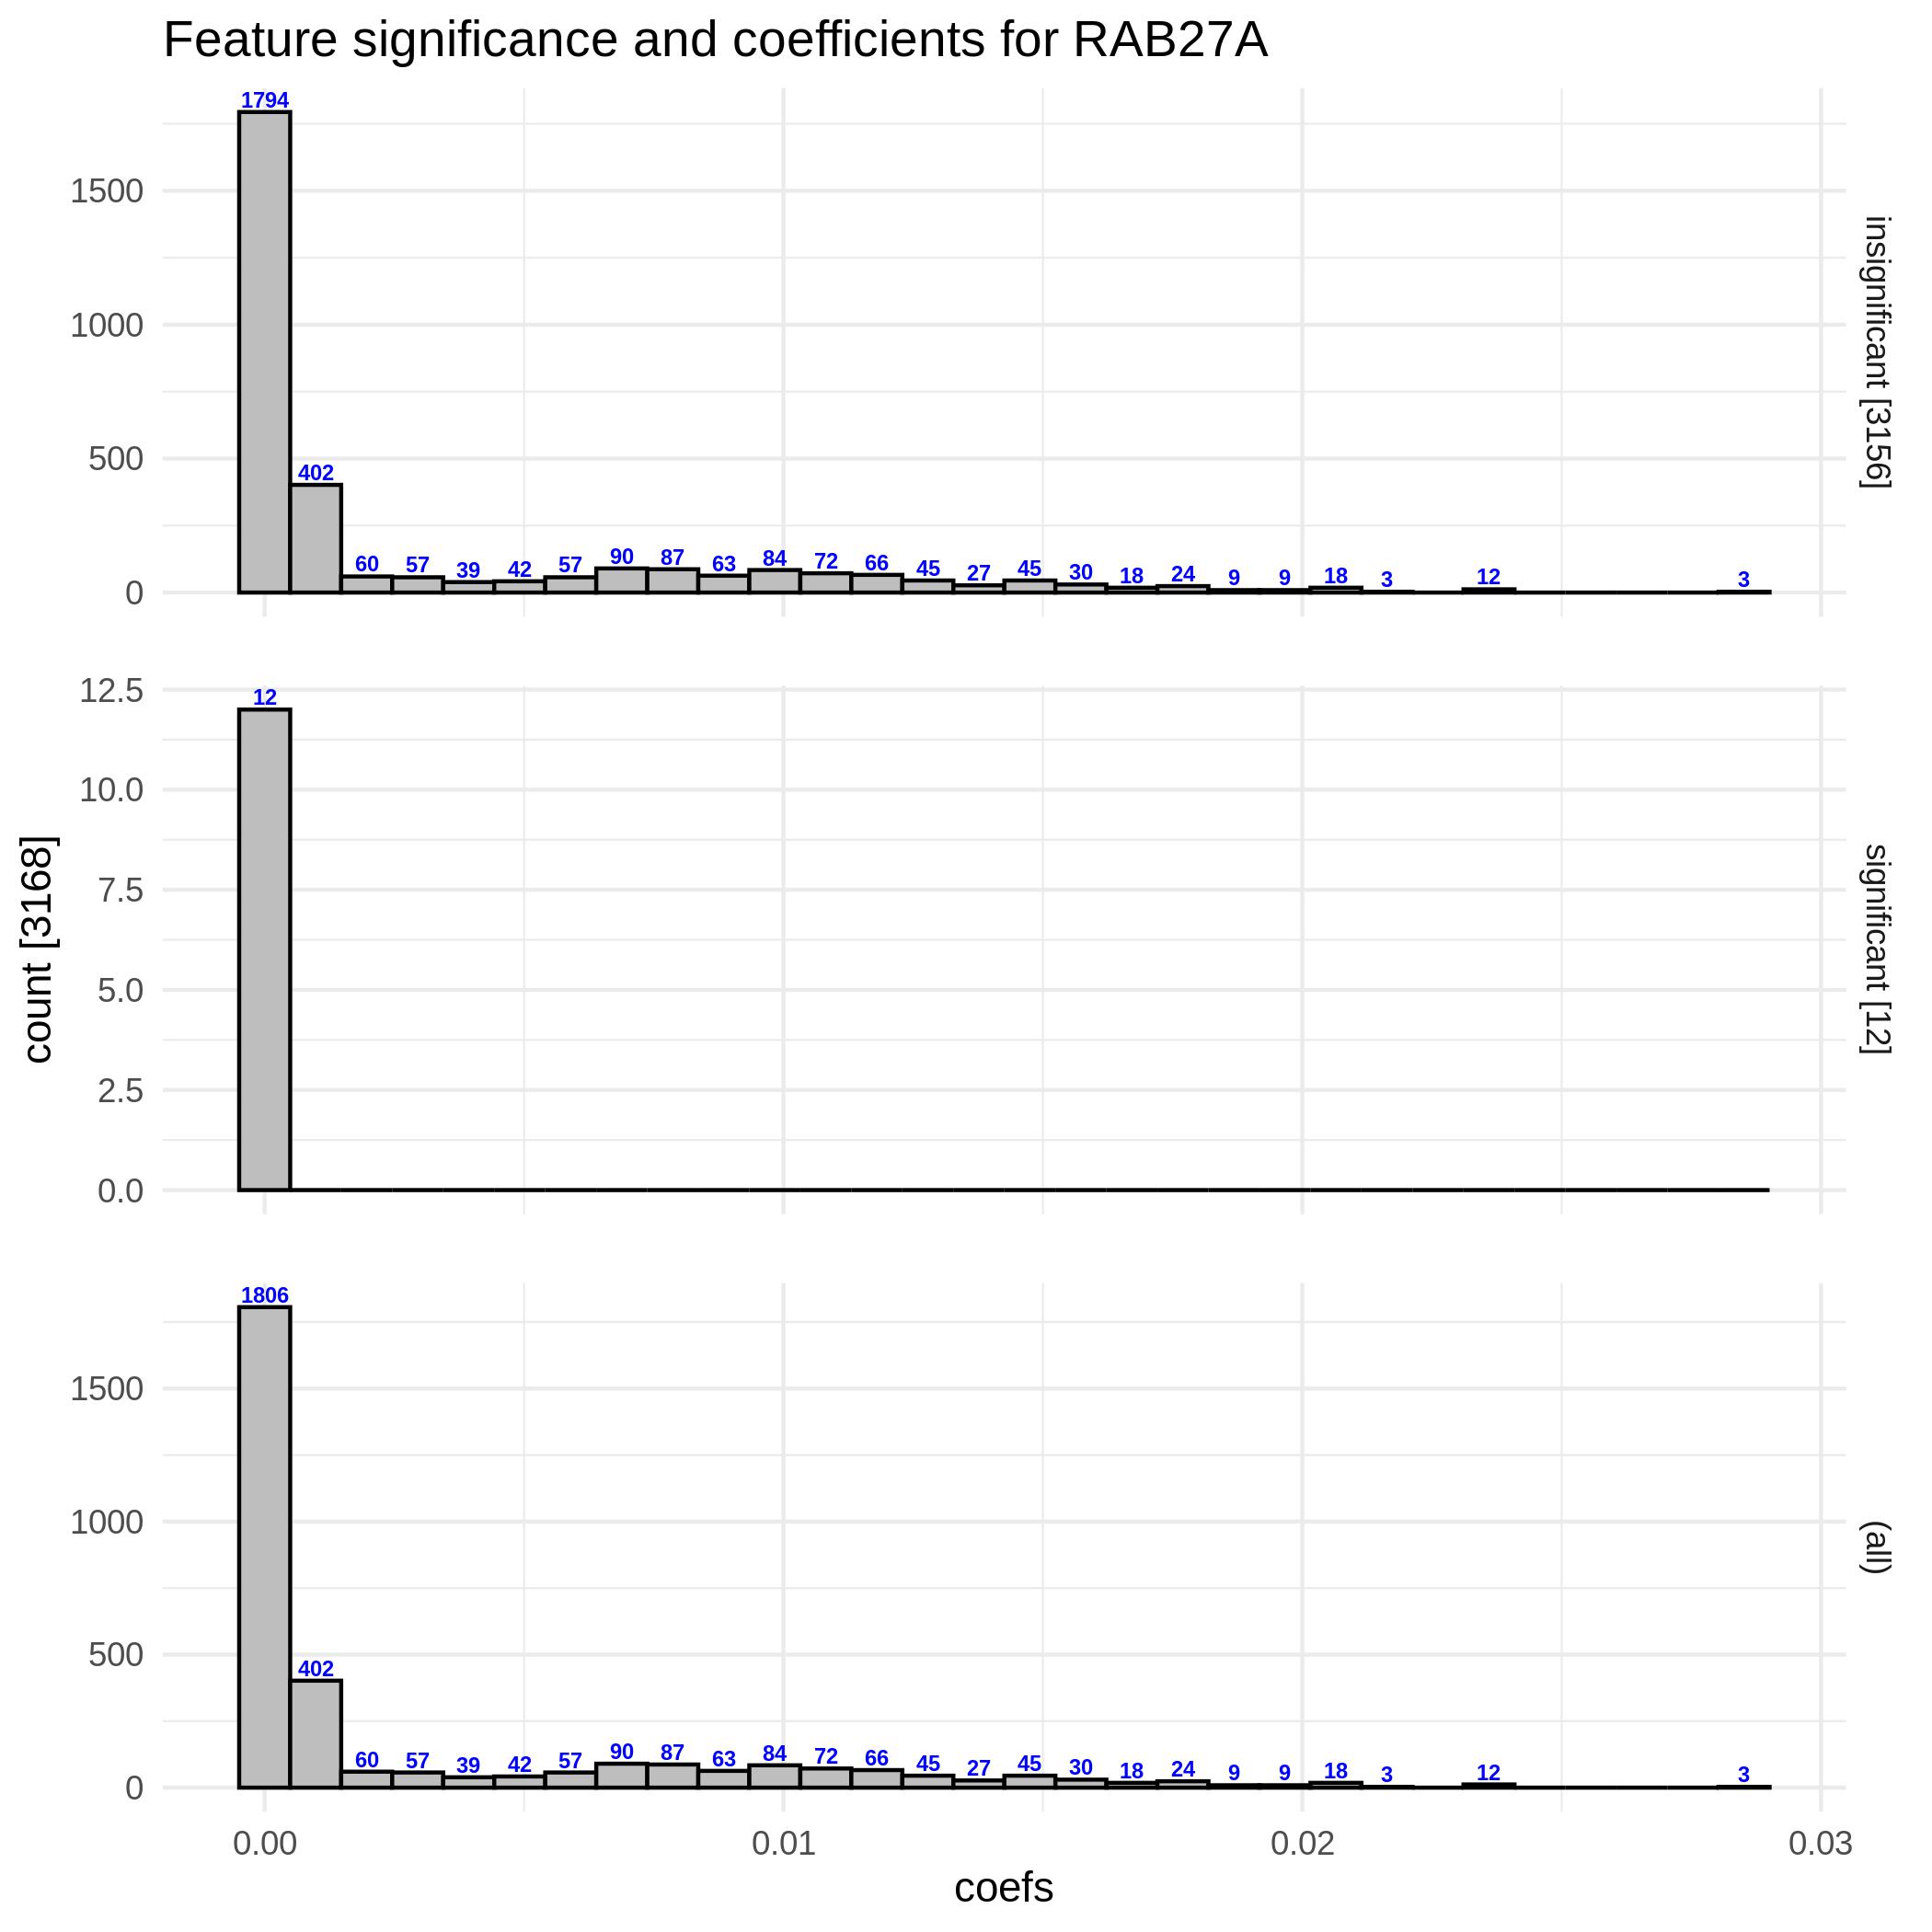 Feature significance and coefficients for RAB27A
1794
402
60 57 39 42 57 90 87 63 84 72 66 45 27 45 30 18 24 9 9 18 3 12 3
1500
1000
500
0
insignificant [3156]
12
12.5
10.0
7.5
5.0
2.5
0.0
significant [12]
count [3168]
1806
402
60 57 39 42 57 90 87 63 84 72 66 45 27 45 30 18 24 9 9 18 3 12 3
1500
1000
500
0
(all)
0.00 0.01 0.02 0.03
coefs